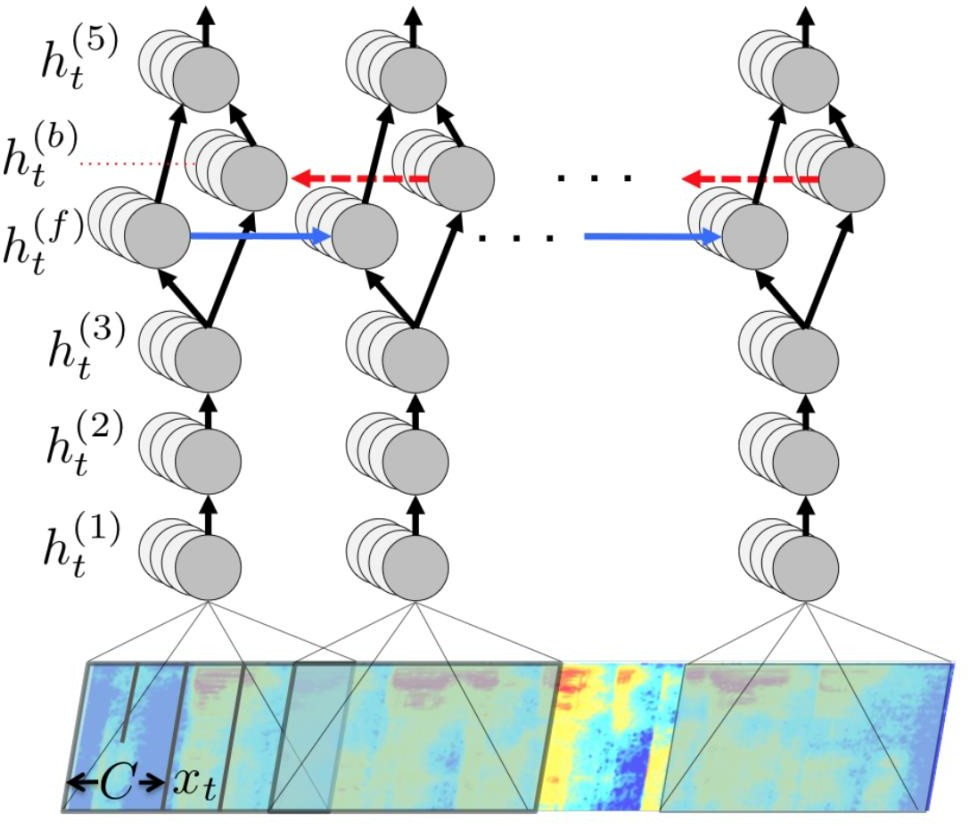 h_t^{(5)}
h_t^{(b)}
. . .
h_t^{(f)}
. . .
h_t^{(3)}
h_t^{(2)}
h_t^{(1)}
C x_t